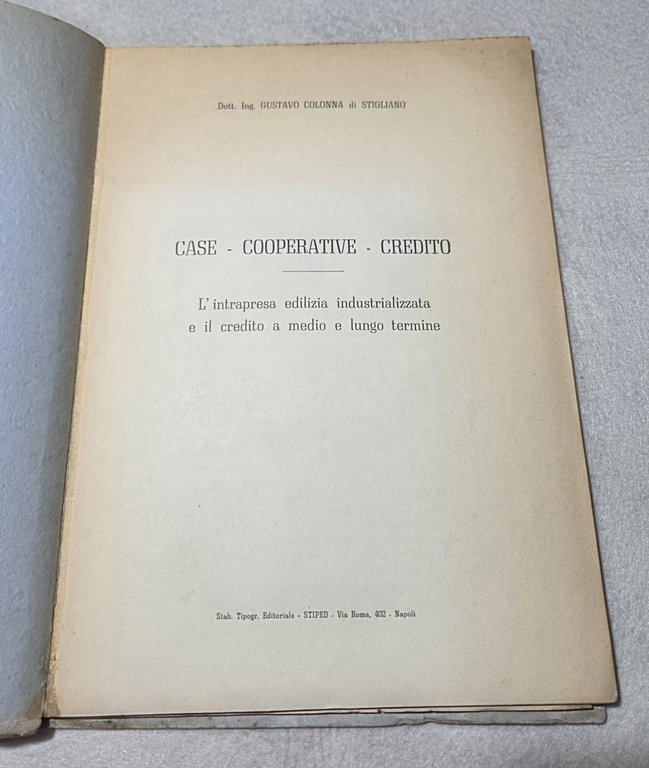 Dott. Ing. GUSTAVO COLONNA di STIGLIANO
CASE - COOPERATIVE - CREDITO
L'intrapresa edilizia industrializzata
e il credito a medio e lungo termine
Stab. Tipogr. Editoriale - STIPED - Via Roma, 402 - Napoli